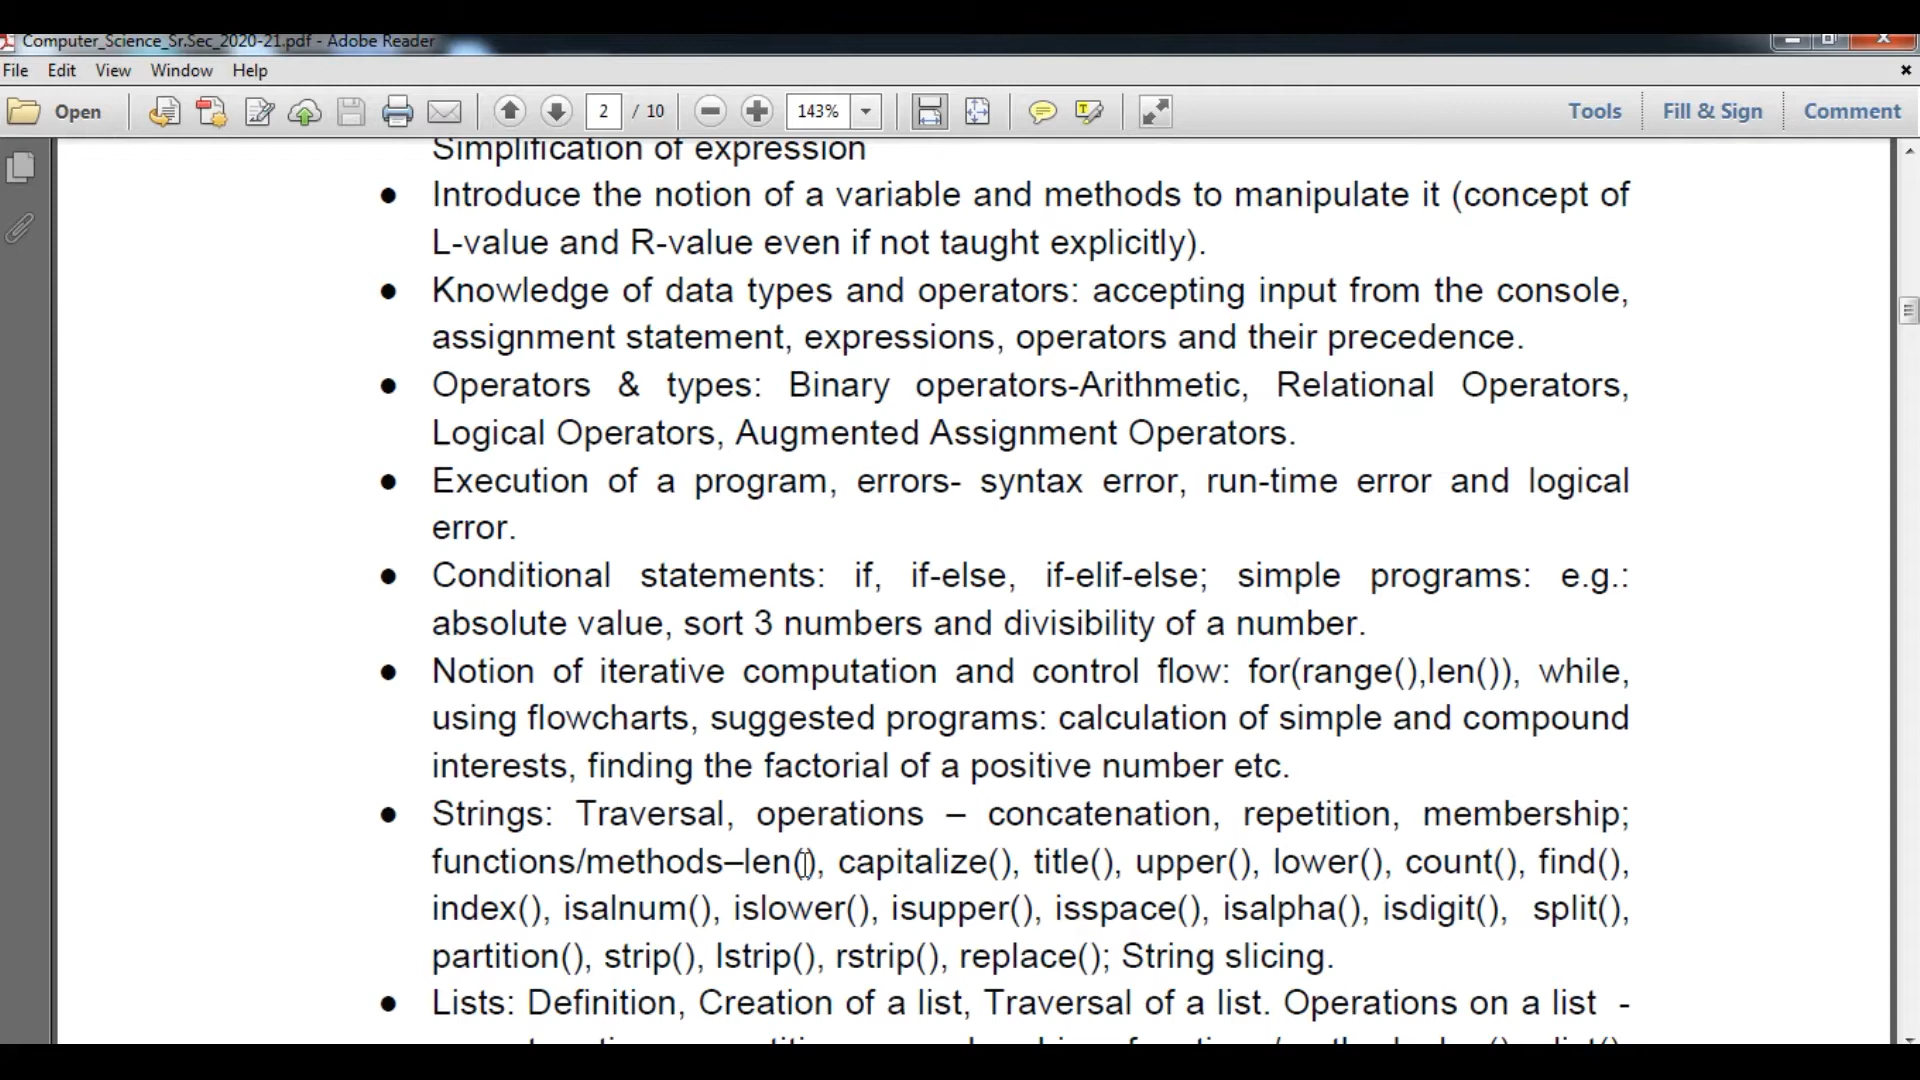 Computer_Science_Sr.Sec_2020-21.pdf - Adobe Reader
File Edit View Window Help
Open 2 / 10 143% Tools Fill & Sign Comment
Simplification of expression
● Introduce the notion of a variable and methods to manipulate it (concept of
L-value and R-value even if not taught explicitly).
● Knowledge of data types and operators: accepting input from the console,
assignment statement, expressions, operators and their precedence.
● Operators & types: Binary operators-Arithmetic, Relational Operators,
Logical Operators, Augmented Assignment Operators.
● Execution of a program, errors- syntax error, run-time error and logical
error.
● Conditional statements: if, if-else, if-elif-else; simple programs: e.g.:
absolute value, sort 3 numbers and divisibility of a number.
● Notion of iterative computation and control flow: for(range(),len()), while,
using flowcharts, suggested programs: calculation of simple and compound
interests, finding the factorial of a positive number etc.
● Strings: Traversal, operations – concatenation, repetition, membership;
functions/methods–len(), capitalize(), title(), upper(), lower(), count(), find(),
index(), isalnum(), islower(), isupper(), isspace(), isalpha(), isdigit(), split(),
partition(), strip(), lstrip(), rstrip(), replace(); String slicing.
● Lists: Definition, Creation of a list, Traversal of a list. Operations on a list -